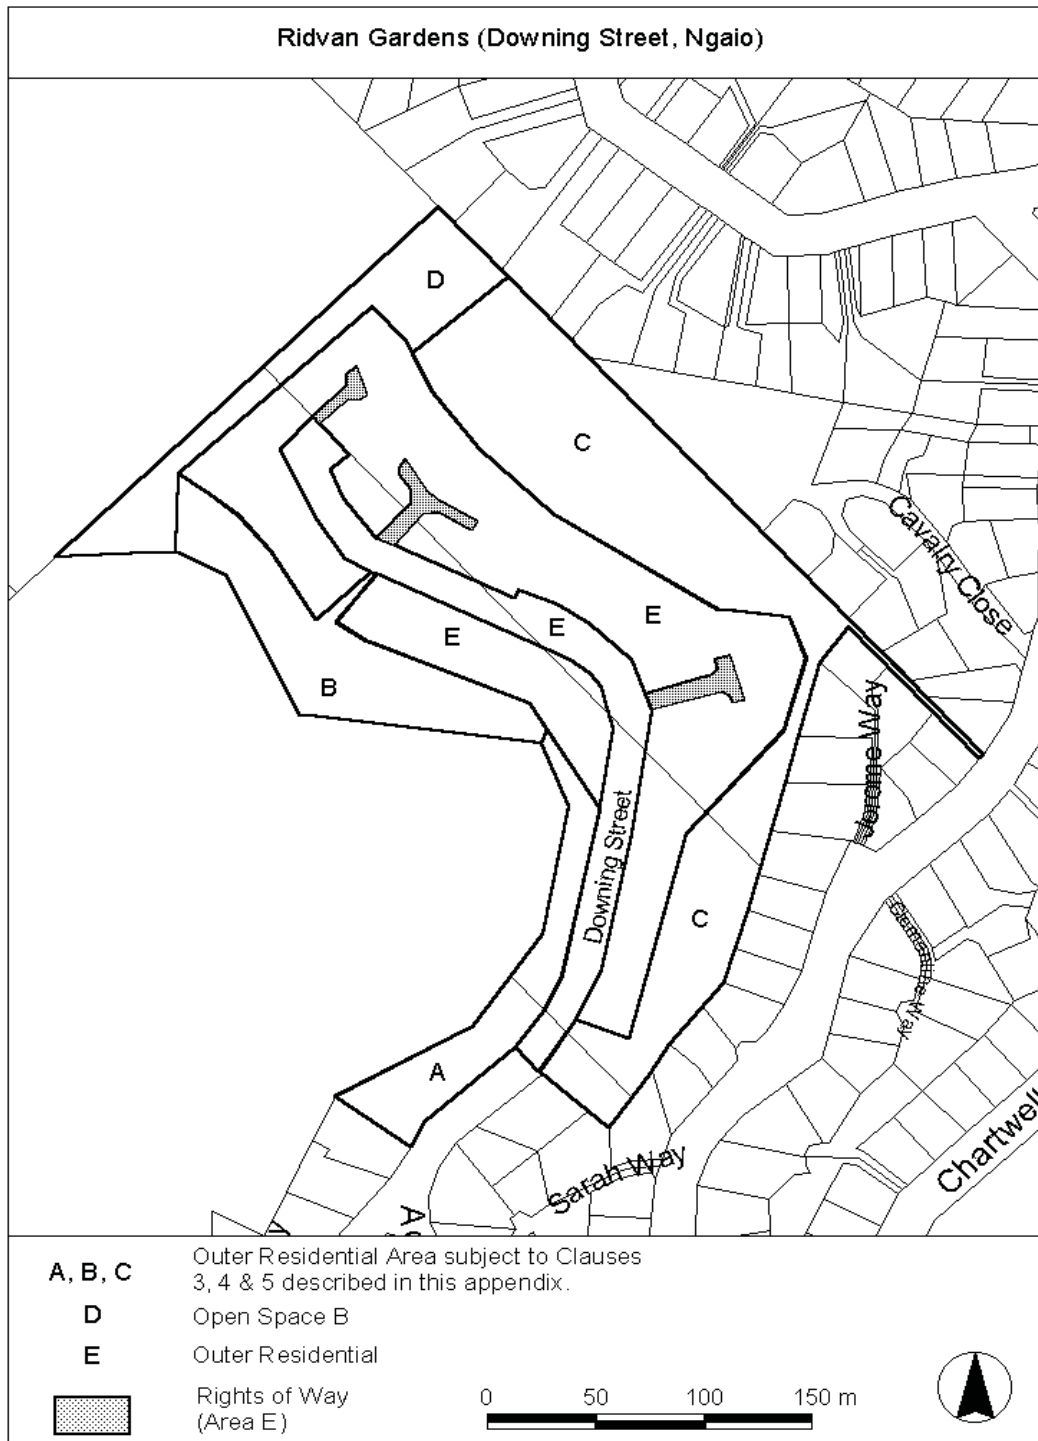 Ridvan Gardens (Downing Street, Ngaio)
D
C
E
E
E
B
Cavalry Close
Jerome Way
Downing Street
C
Way
A
Sarah Way
Chartwell
A, B, C Outer Residential Area subject to Clauses
3, 4 & 5 described in this appendix.
D Open Space B
E Outer Residential
Rights of Way
(Area E)
0 50 100 150 m